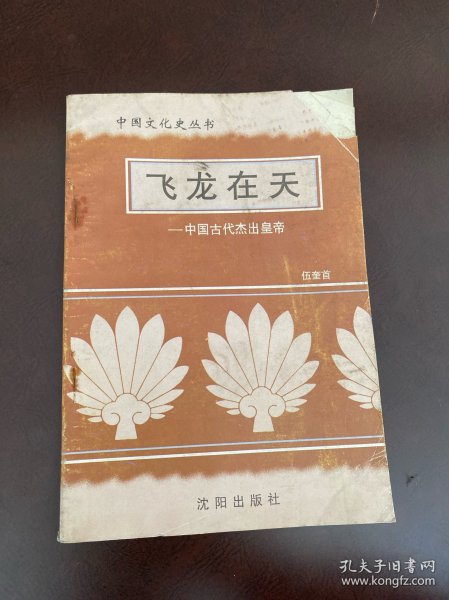 中国文化史丛书
飞龙在天
—中国古代杰出皇帝
伍奎首
沈阳出版社
孔夫子旧书网
www.kongfz.com